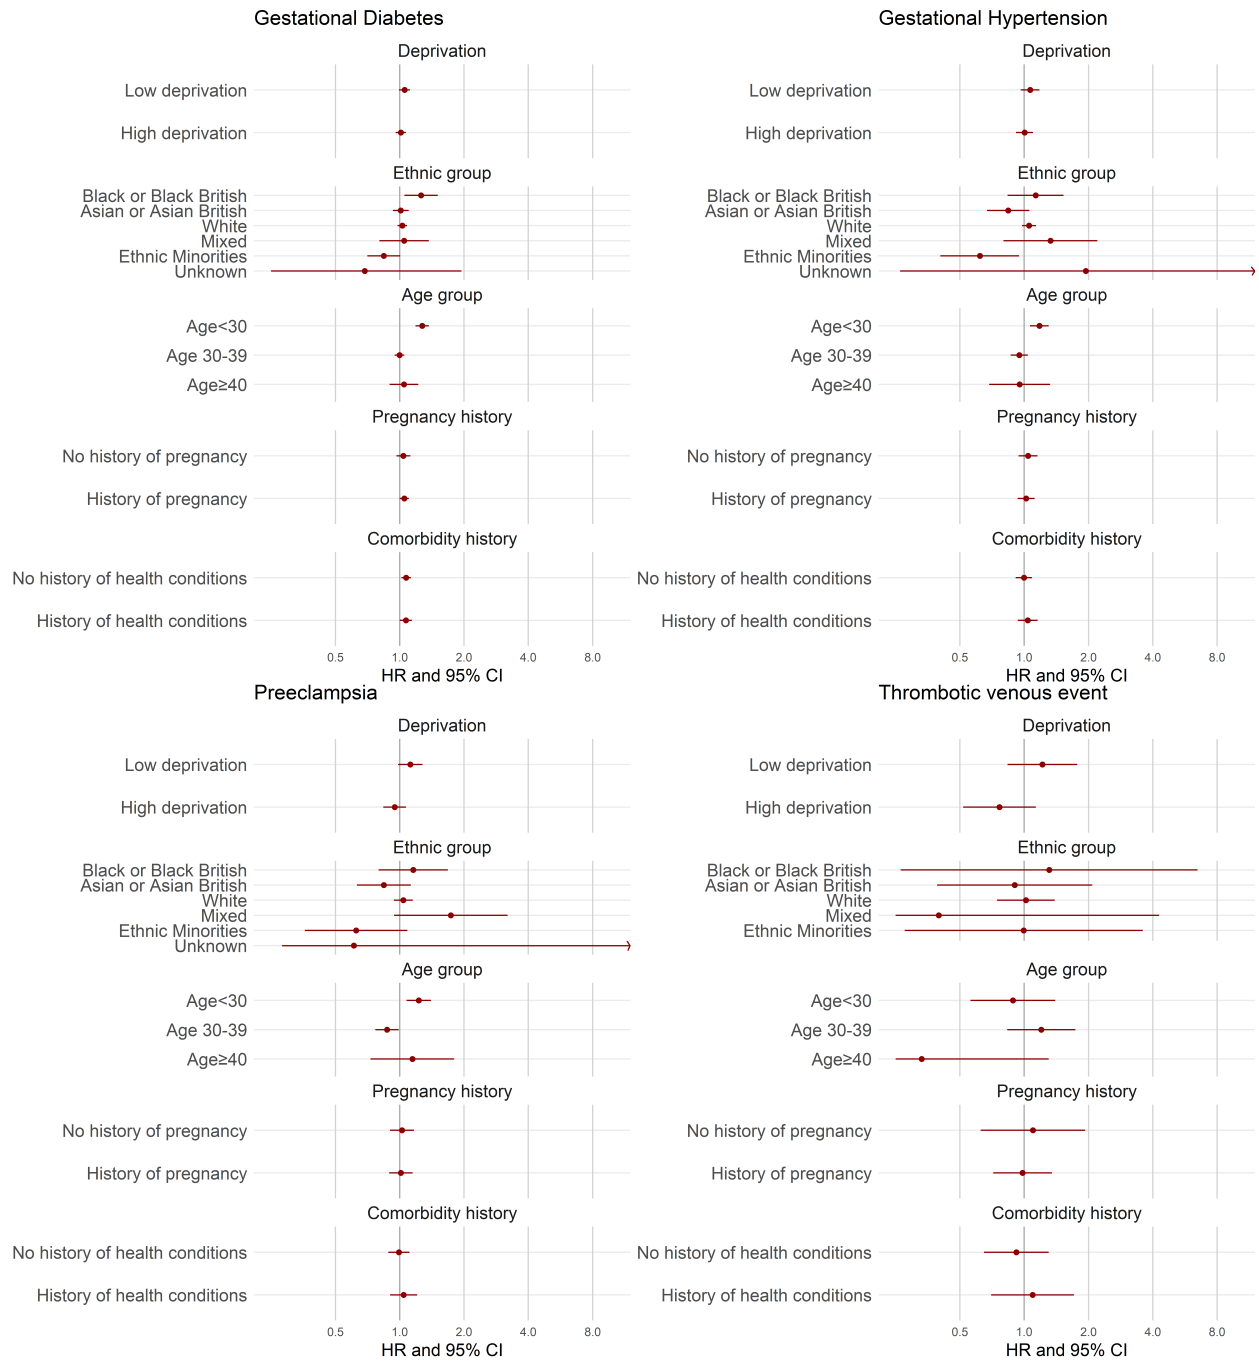 Gestational Diabetes
Deprivation
Low deprivation
High deprivation
Ethnic group
Black or Black British
Asian or Asian British
White
Mixed
Ethnic Minorities
Unknown
Age group
Age<30
Age 30-39
Age≥40
Pregnancy history
No history of pregnancy
History of pregnancy
Comorbidity history
No history of health conditions
History of health conditions
0.5 1.0 2.0 4.0 8.0
HR and 95% CI
Gestational Hypertension
Deprivation
Low deprivation
High deprivation
Ethnic group
Black or Black British
Asian or Asian British
White
Mixed
Ethnic Minorities
Unknown
Age group
Age<30
Age 30-39
Age≥40
Pregnancy history
No history of pregnancy
History of pregnancy
Comorbidity history
No history of health conditions
History of health conditions
0.5 1.0 2.0 4.0 8.0
HR and 95% CI
Preeclampsia
Deprivation
Low deprivation
High deprivation
Ethnic group
Black or Black British
Asian or Asian British
White
Mixed
Ethnic Minorities
Unknown
Age group
Age<30
Age 30-39
Age≥40
Pregnancy history
No history of pregnancy
History of pregnancy
Comorbidity history
No history of health conditions
History of health conditions
0.5 1.0 2.0 4.0 8.0
HR and 95% CI
Thrombotic venous event
Deprivation
Low deprivation
High deprivation
Ethnic group
Black or Black British
Asian or Asian British
White
Mixed
Ethnic Minorities
Age group
Age<30
Age 30-39
Age≥40
Pregnancy history
No history of pregnancy
History of pregnancy
Comorbidity history
No history of health conditions
History of health conditions
0.5 1.0 2.0 4.0 8.0
HR and 95% CI